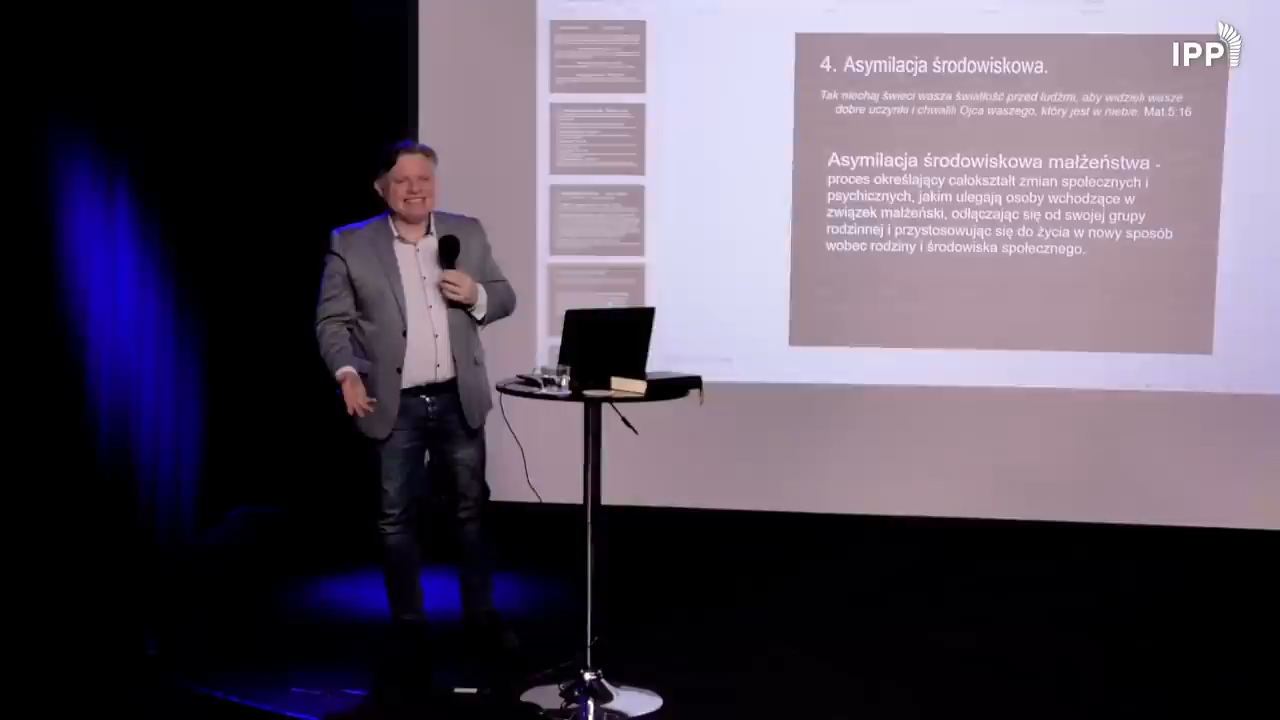 IPP
4. Asymilacja środowiskowa.
Tak niechaj świeci wasza światłość przed ludźmi, aby widzieli wasze
dobre uczynki i chwalili Ojca waszego, który jest w niebie. Mat.5:16
Asymilacja środowiskowa małżeństwa -
proces określający całokształt zmian społecznych i
psychicznych, jakim ulegają osoby wchodzące w
związek małżeński, odłączając się od swojej grupy
rodzinnej i przystosowując się do życia w nowy sposób
wobec rodziny i środowiska społecznego.